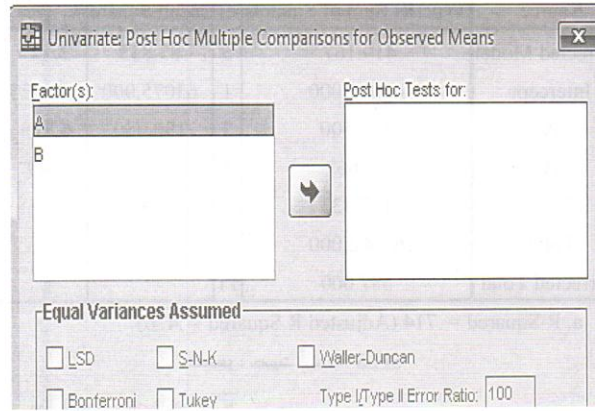 Univariate: Post Hoc Multiple Comparisons for Observed Means
Factor(s):
Post Hoc Tests for:
A
B
Equal Variances Assumed
LSD
S-N-K
Waller-Duncan
Bonferroni
Tukey
Type I/Type II Error Ratio: 100